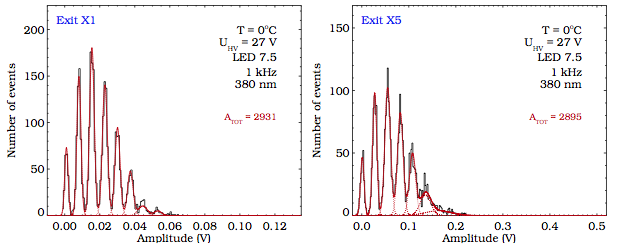 Exit X1
T = 0°C
U_HV = 27 V
LED 7.5
1 kHz
380 nm
A_TOT = 2931
Number of events
200
150
100
50
0
0.00 0.02 0.04 0.06 0.08 0.10 0.12
Amplitude (V)
Exit X5
T = 0°C
U_HV = 27 V
LED 7.5
1 kHz
380 nm
A_TOT = 2895
Number of events
150
100
50
0
0.0 0.1 0.2 0.3 0.4 0.5
Amplitude (V)